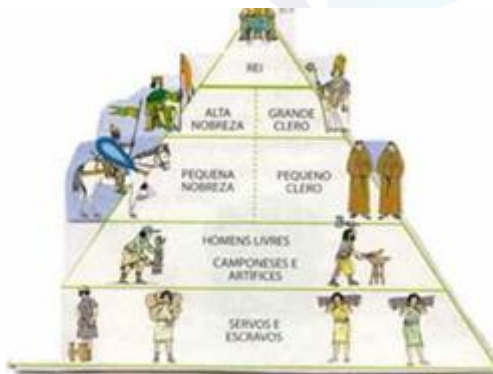 REI
ALTA NOBREZA
GRANDE CLERO
PEQUENA NOBREZA
PEQUENO CLERO
HOMENS LIVRES
CAMPONESES E
ARTÍFICES
SERVOS E
ESCRAVOS